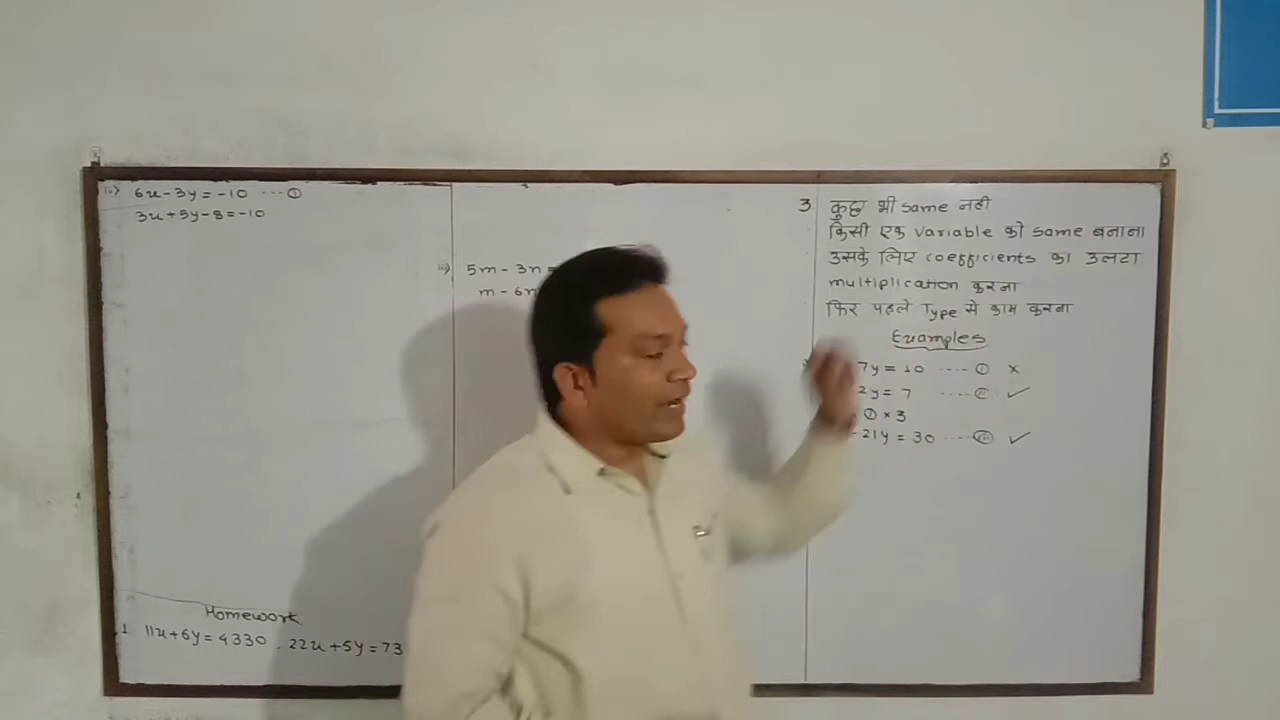 ii) 6x-3y=-10 ---- ①
3x+5y-8=-10
Homework
1 11x+6y=4330 , 22x+5y=73
iii) 5m-3n=
m-6n
3 कुछ भी same नही
किसी एक variable को same बनाना
उसके लिए coefficients का उलटा
multiplication करना
फिर पहले Type से काम करना
Examples
7y=10 ---- ① ×
2y=7 ---- ② ✓
①×3
-21y=30 ---- ③ ✓